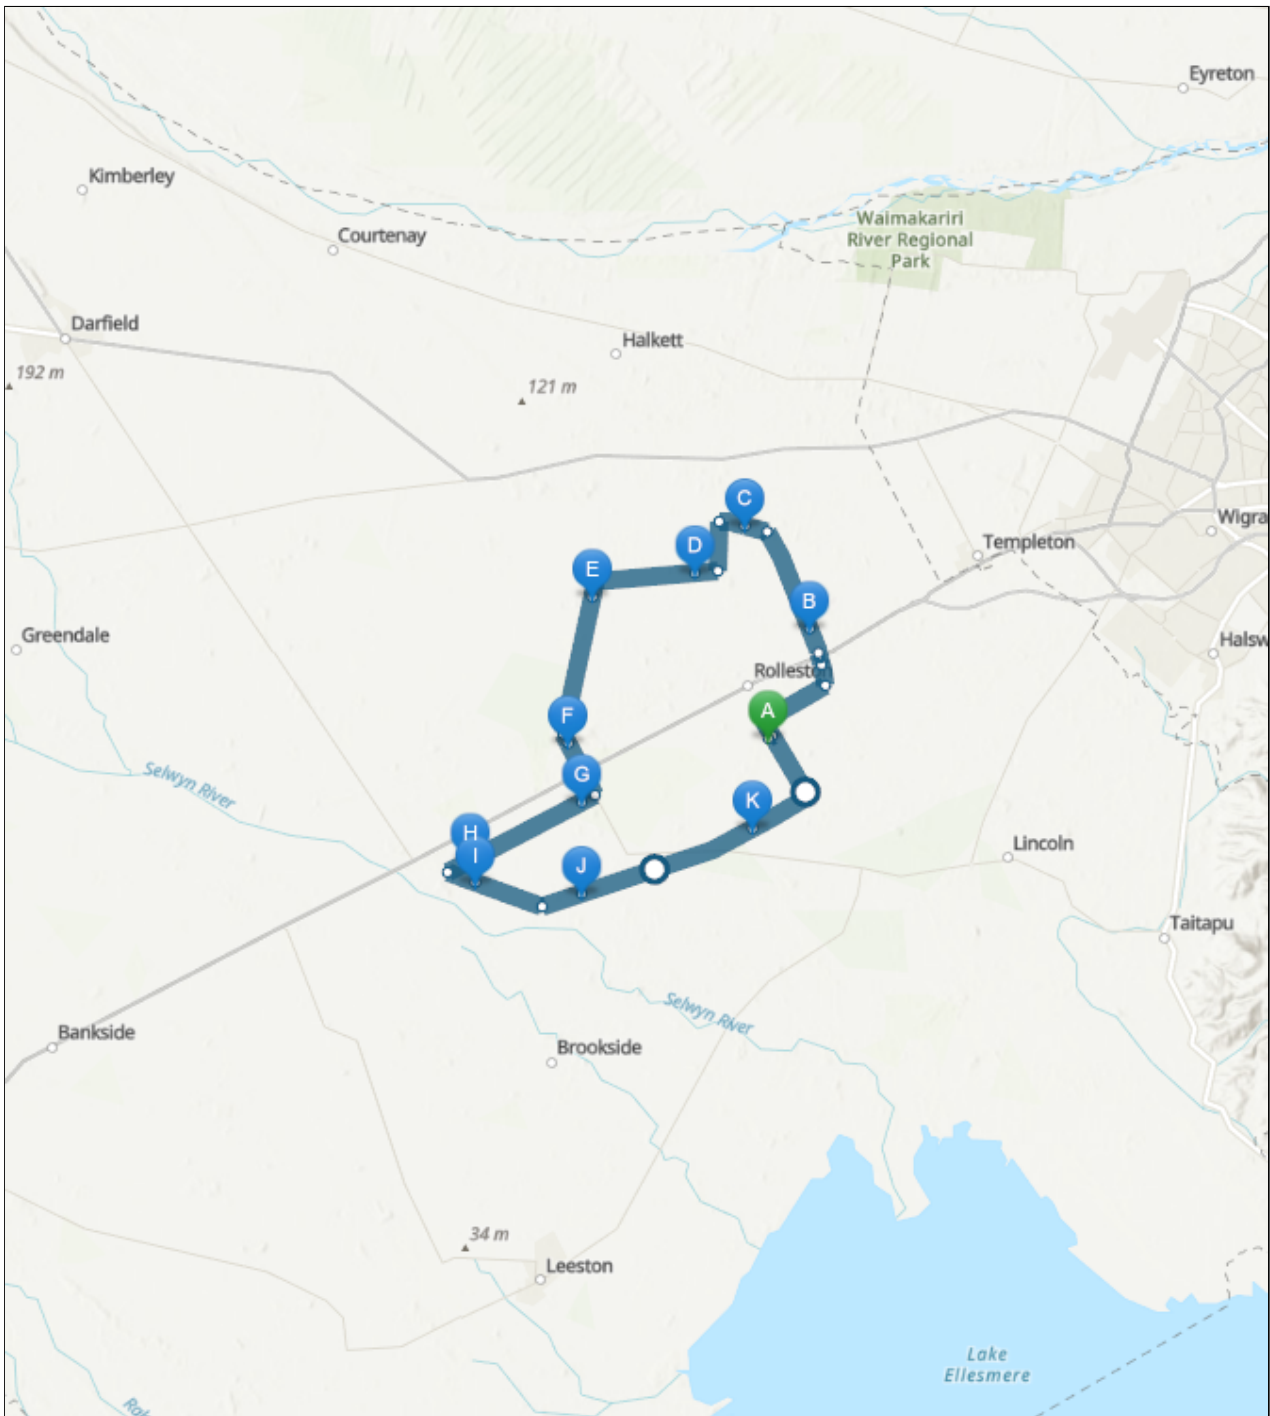 Eyreton
Kimberley
Waimakariri
River Regional
Park
Courtenay
Darfield
Halkett
192 m
121 m
C
Wigra
Templeton
D
E
B
Greendale
Halsw
Rolleston
A
F
Selwyn River
G
K
H
Lincoln
I
J
Taitapu
Selwyn River
Bankside
Brookside
34 m
Leeston
Lake
Ellesmere